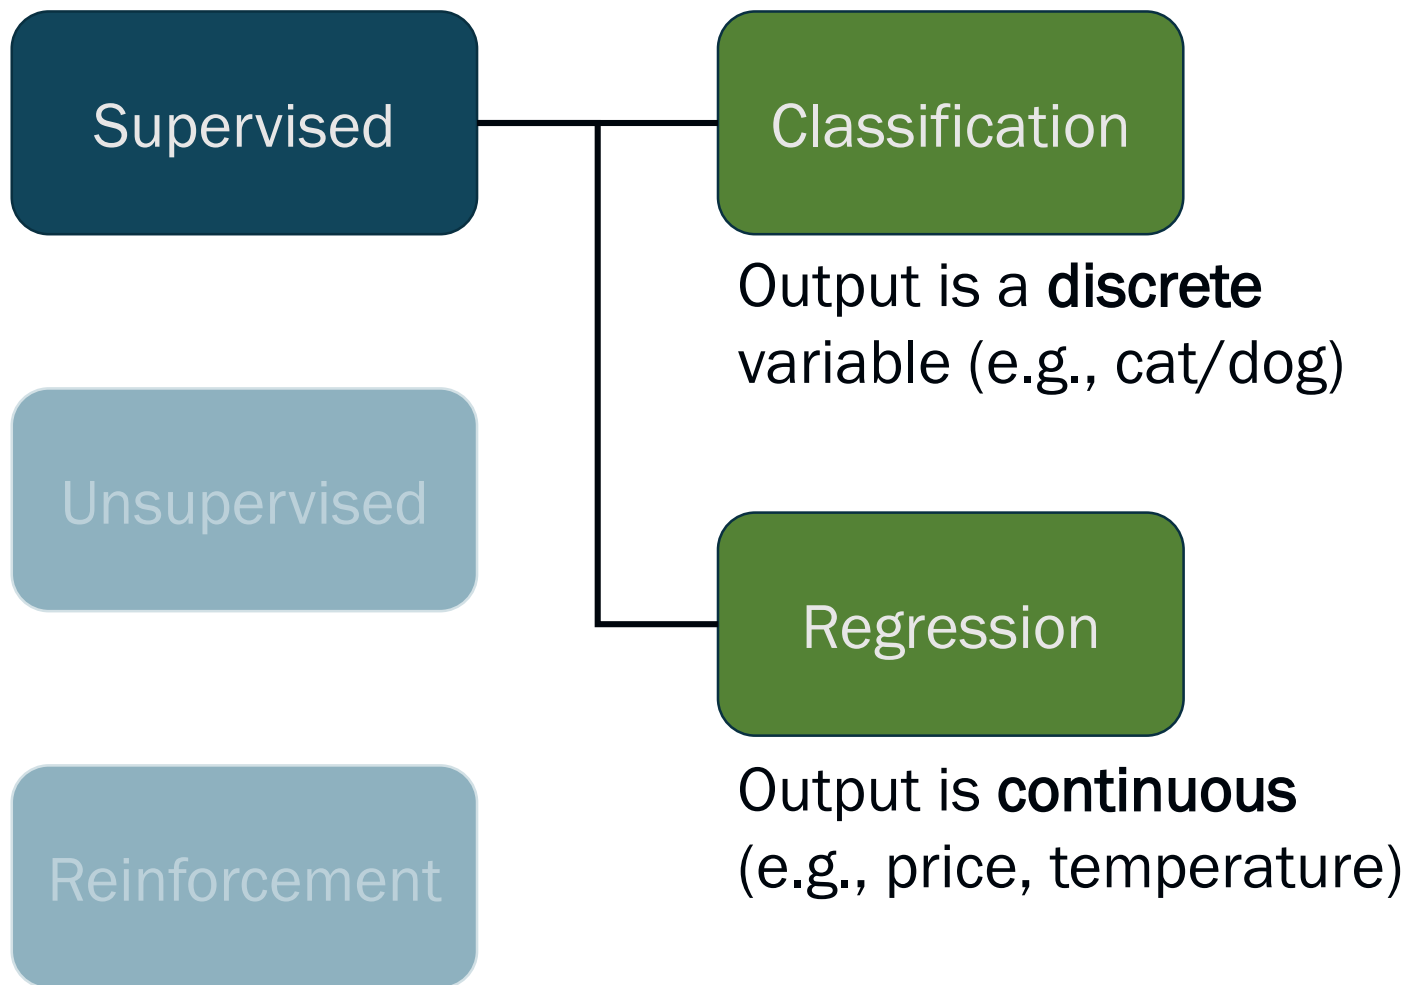 Supervised
Classification
Output is a discrete
variable (e.g., cat/dog)
Unsupervised
Regression
Output is continuous
(e.g., price, temperature)
Reinforcement